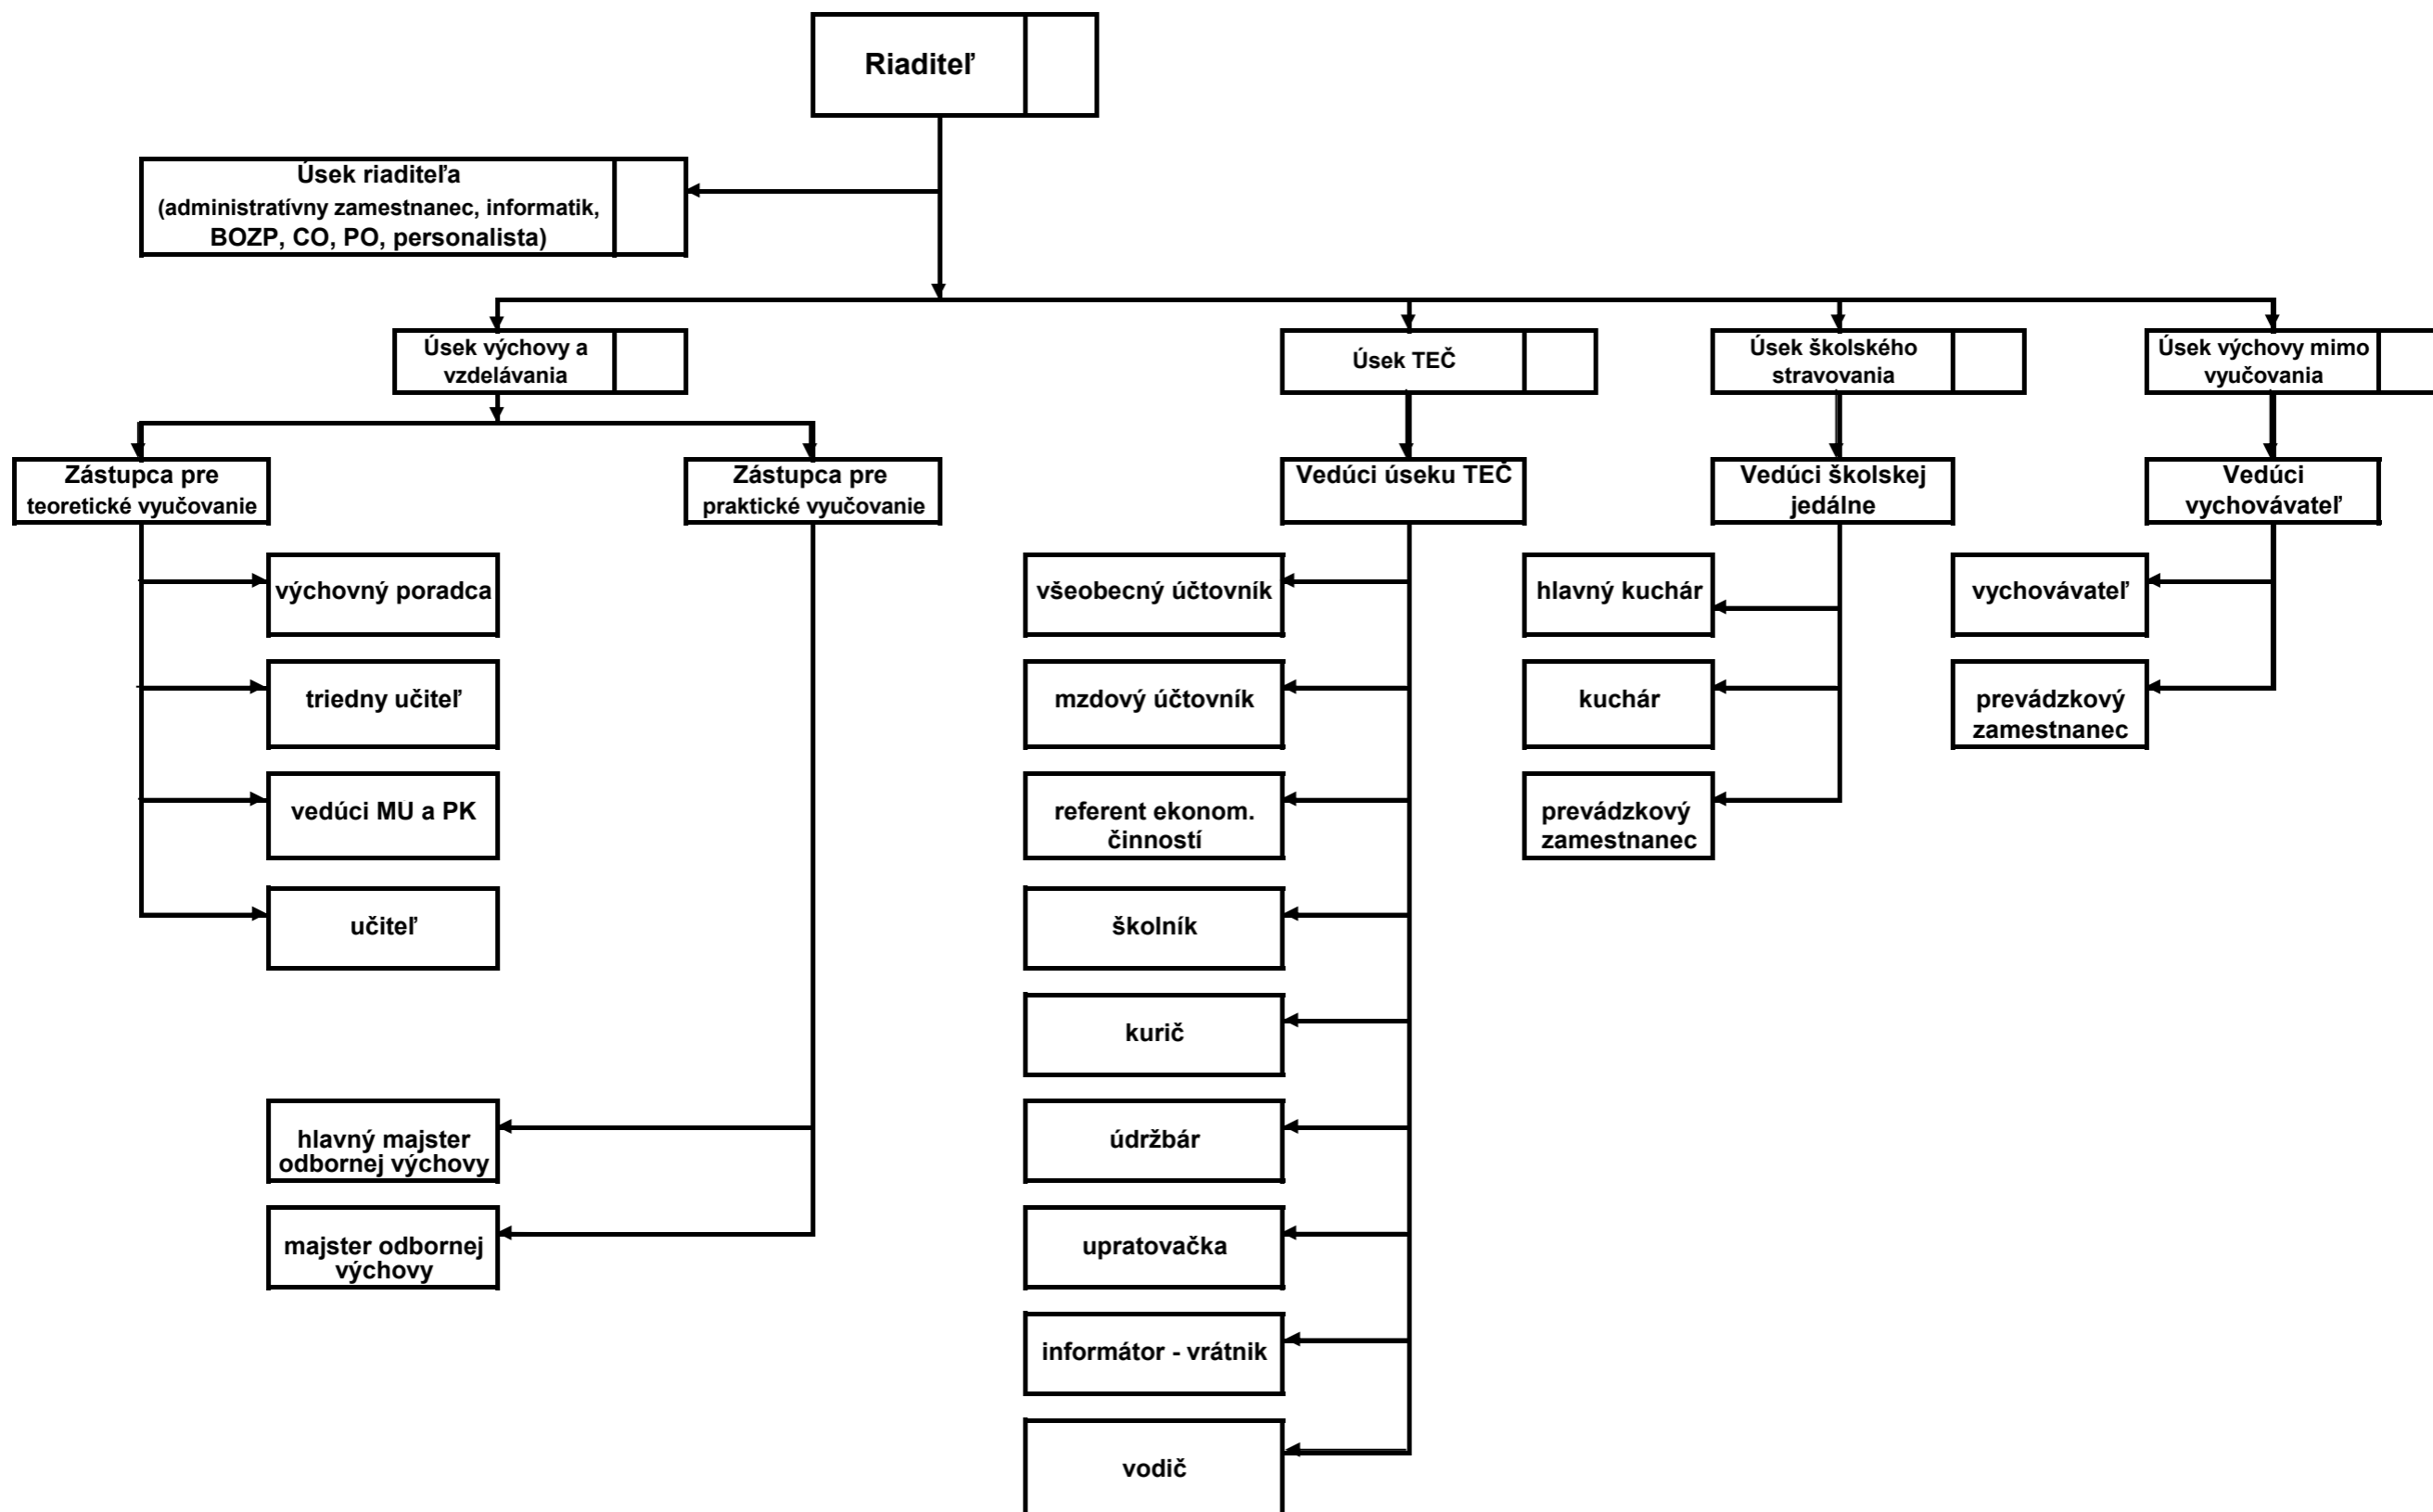 Riaditeľ
Úsek riaditeľa
(administratívny zamestnanec, informatik,
BOZP, CO, PO, personalista)
Úsek výchovy a
vzdelávania
Úsek TEČ
Úsek školského
stravovania
Úsek výchovy mimo
vyučovania
Zástupca pre
teoretické vyučovanie
Zástupca pre
praktické vyučovanie
Vedúci úseku TEČ
Vedúci školskej
jedálne
Vedúci
vychovávateľ
výchovný poradca
triedny učiteľ
vedúci MU a PK
učiteľ
hlavný majster
odbornej výchovy
majster odbornej
výchovy
všeobecný účtovník
mzdový účtovník
referent ekonom.
činností
školník
kurič
údržbár
upratovačka
informátor - vrátnik
vodič
hlavný kuchár
kuchár
prevádzkový
zamestnanec
vychovávateľ
prevádzkový
zamestnanec